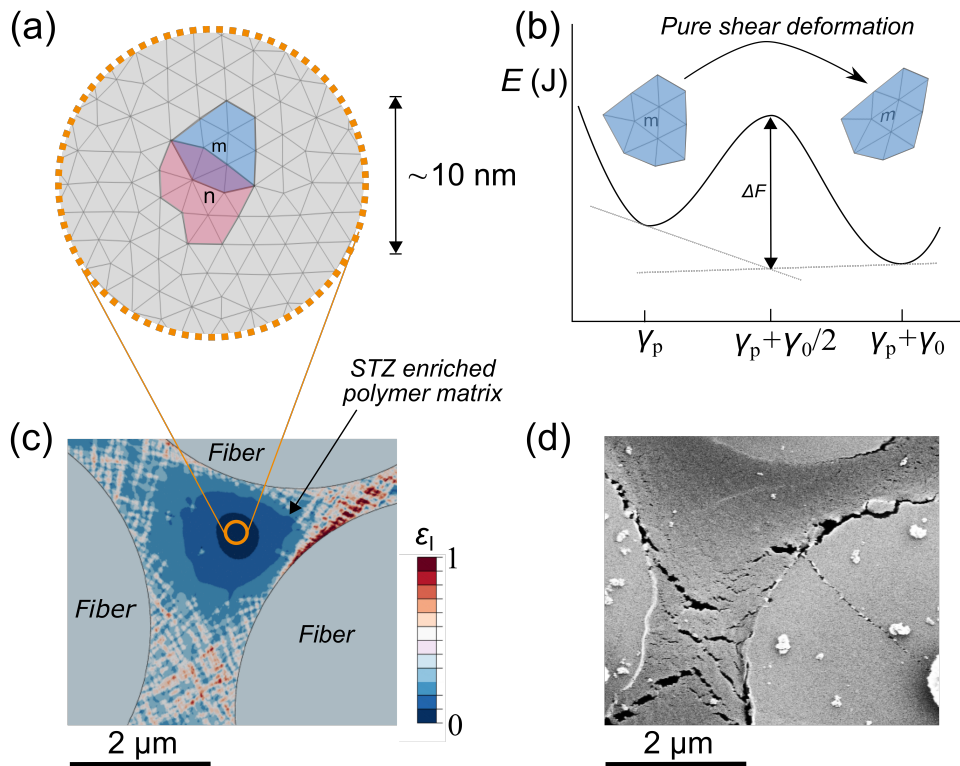 (a)
m
n
~10 nm
(b)
Pure shear deformation
E (J)
m
m
ΔF
γp
γp+γ0/2
γp+γ0
STZ enriched
polymer matrix
(c)
Fiber
Fiber
Fiber
εI
1
0
2 μm
(d)
2 μm